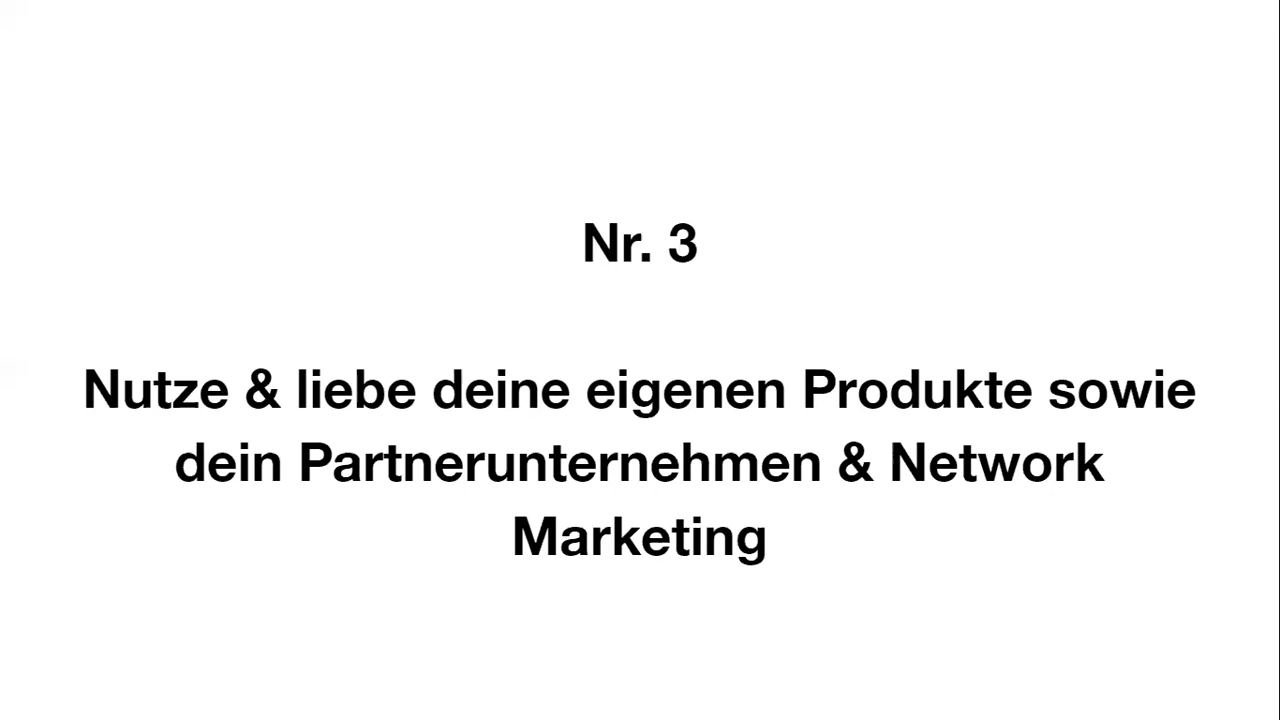 Nr. 3
Nutze & liebe deine eigenen Produkte sowie
dein Partnerunternehmen & Network
Marketing